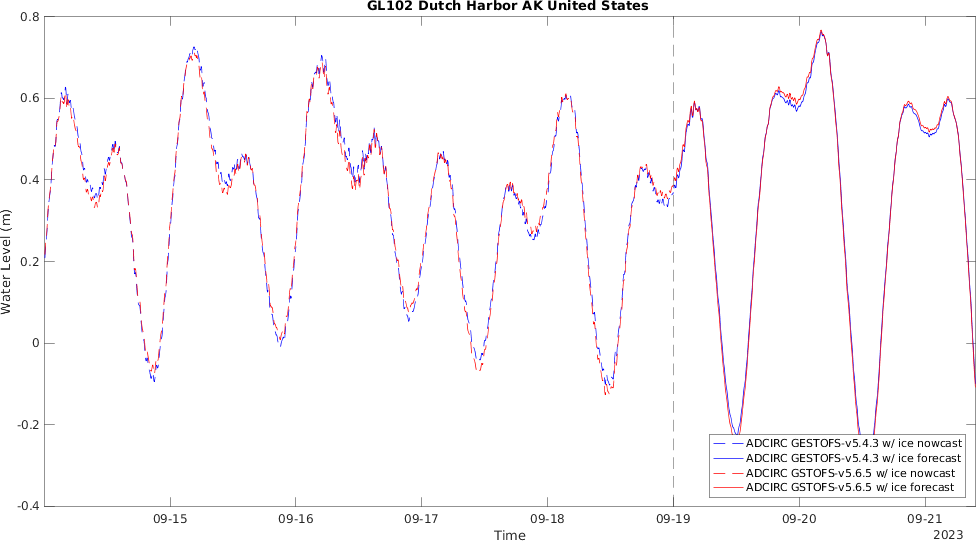 GL102 Dutch Harbor AK United States
0.8
0.6
0.4
0.2
0
-0.2
-0.4
Water Level (m)
ADCIRC GESTOFS-v5.4.3 w/ ice nowcast
ADCIRC GESTOFS-v5.4.3 w/ ice forecast
ADCIRC GSTOFS-v5.6.5 w/ ice nowcast
ADCIRC GSTOFS-v5.6.5 w/ ice forecast
09-15 09-16 09-17 09-18 09-19 09-20 09-21
Time
2023